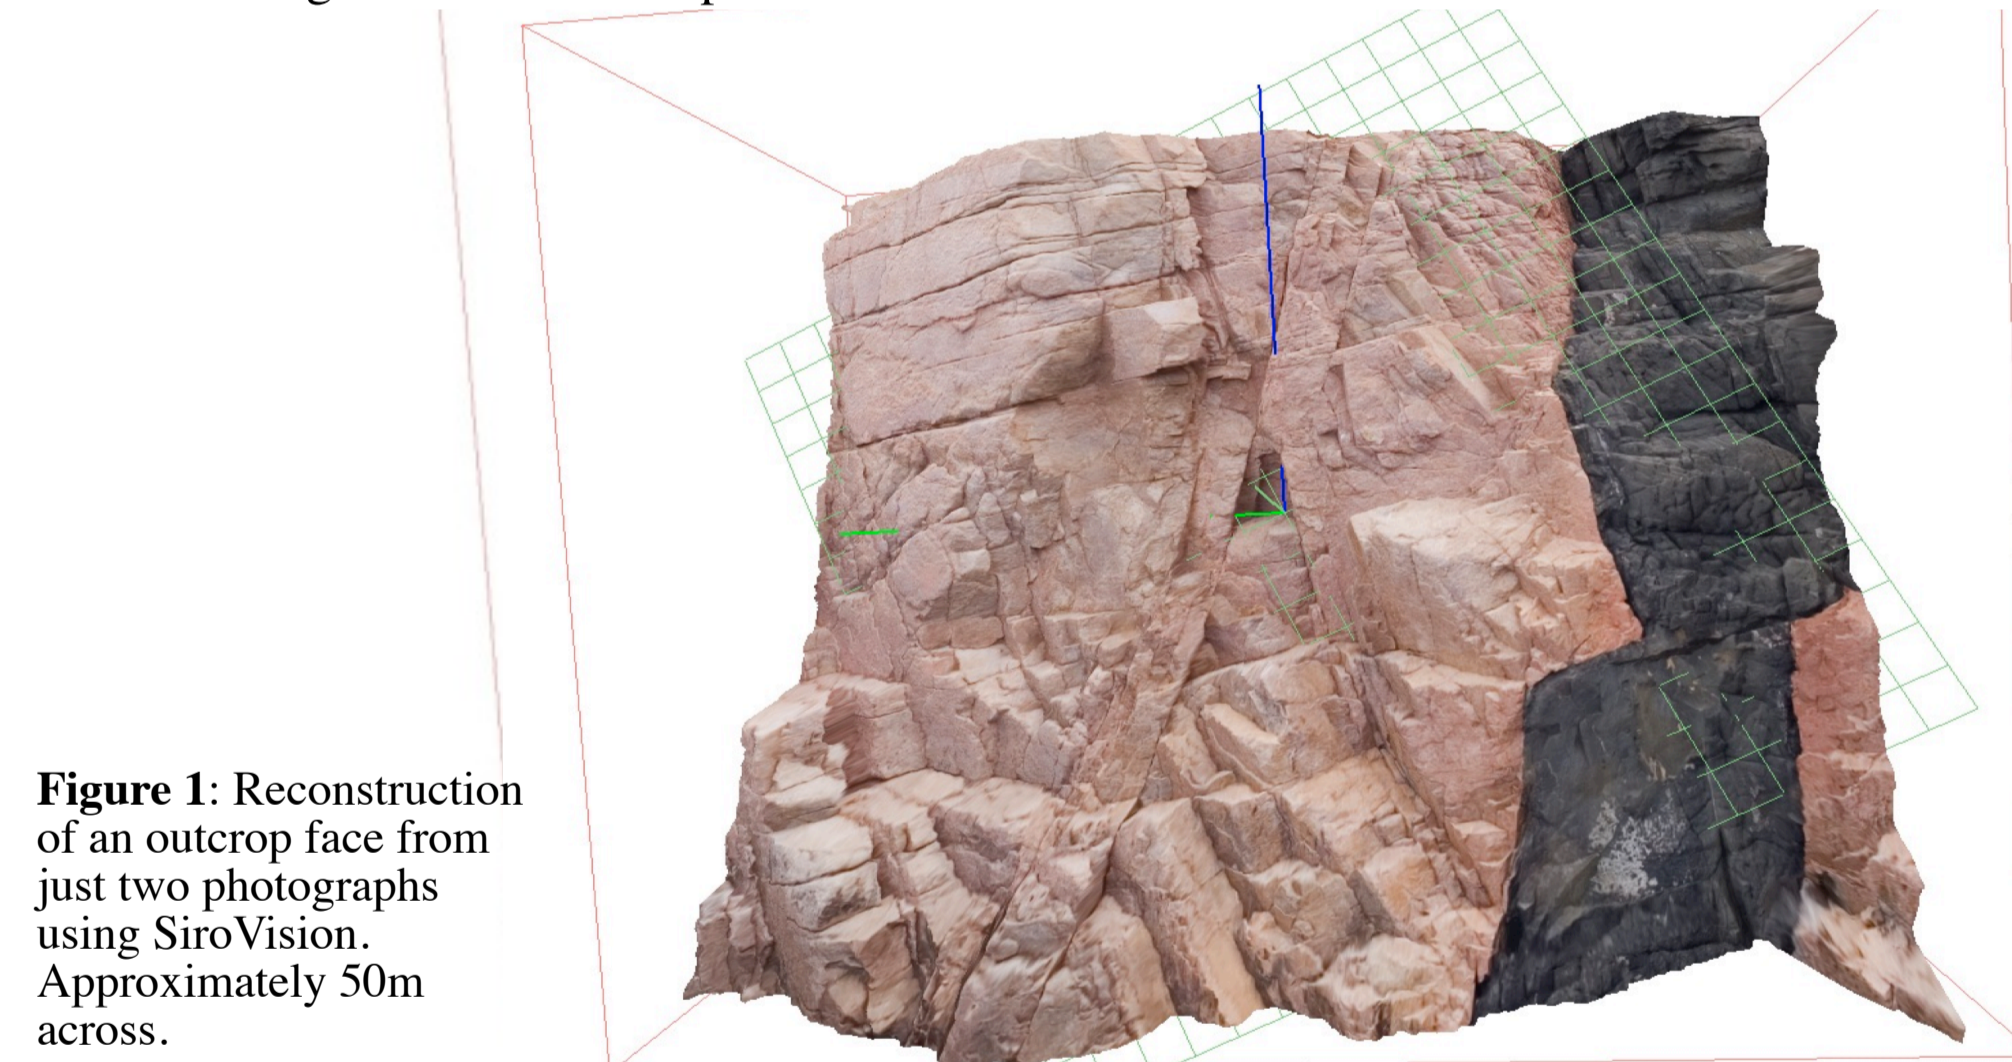 Figure 1: Reconstruction
of an outcrop face from
just two photographs
using SiroVision.
Approximately 50m
across.